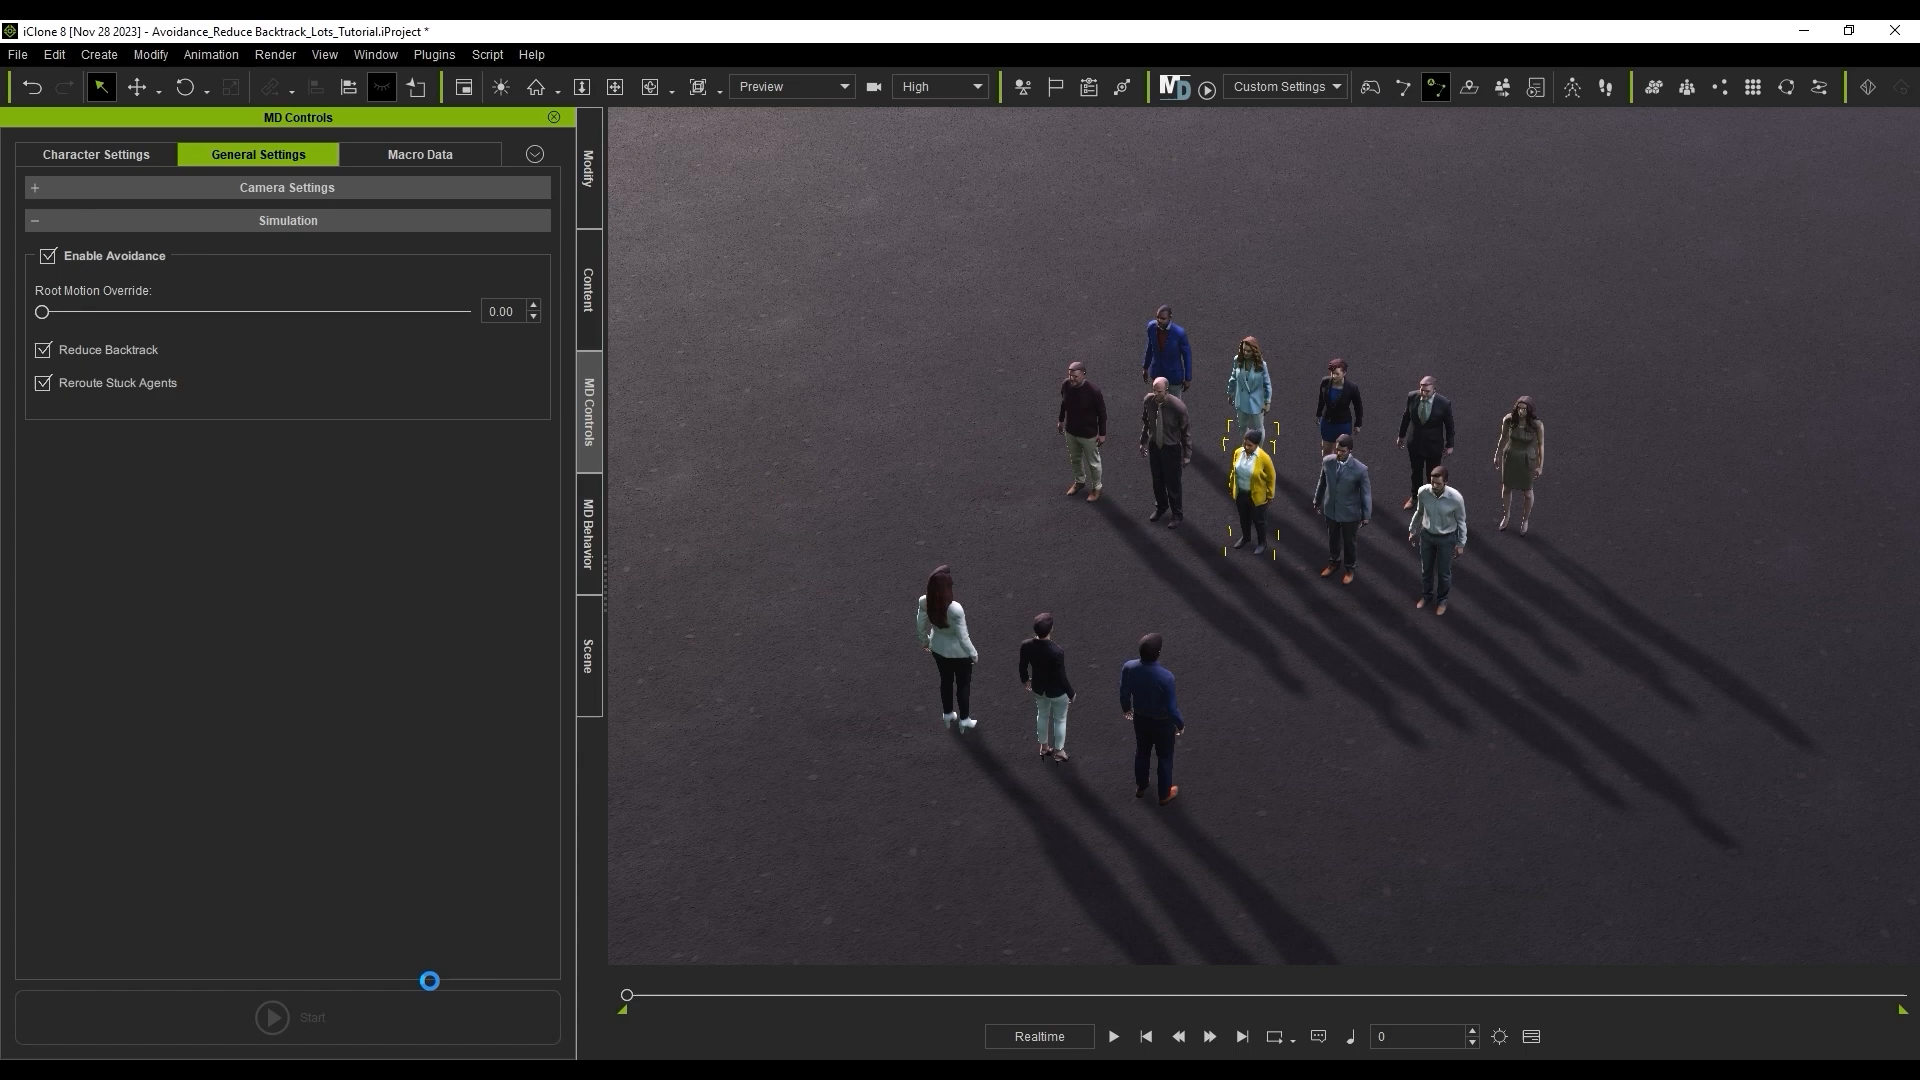 iClone 8 [Nov 28 2023] - Avoidance_Reduce Backtrack_Lots_Tutorial.iProject *
File Edit Create Modify Animation Render View Window Plugins Script Help
Preview High MD Custom Settings
MD Controls
Character Settings General Settings Macro Data
Camera Settings
Simulation
Enable Avoidance
Root Motion Override:
0.00
Reduce Backtrack
Reroute Stuck Agents
Start
Modify
Content
MD Controls
MD Behavior
Scene
Realtime 0